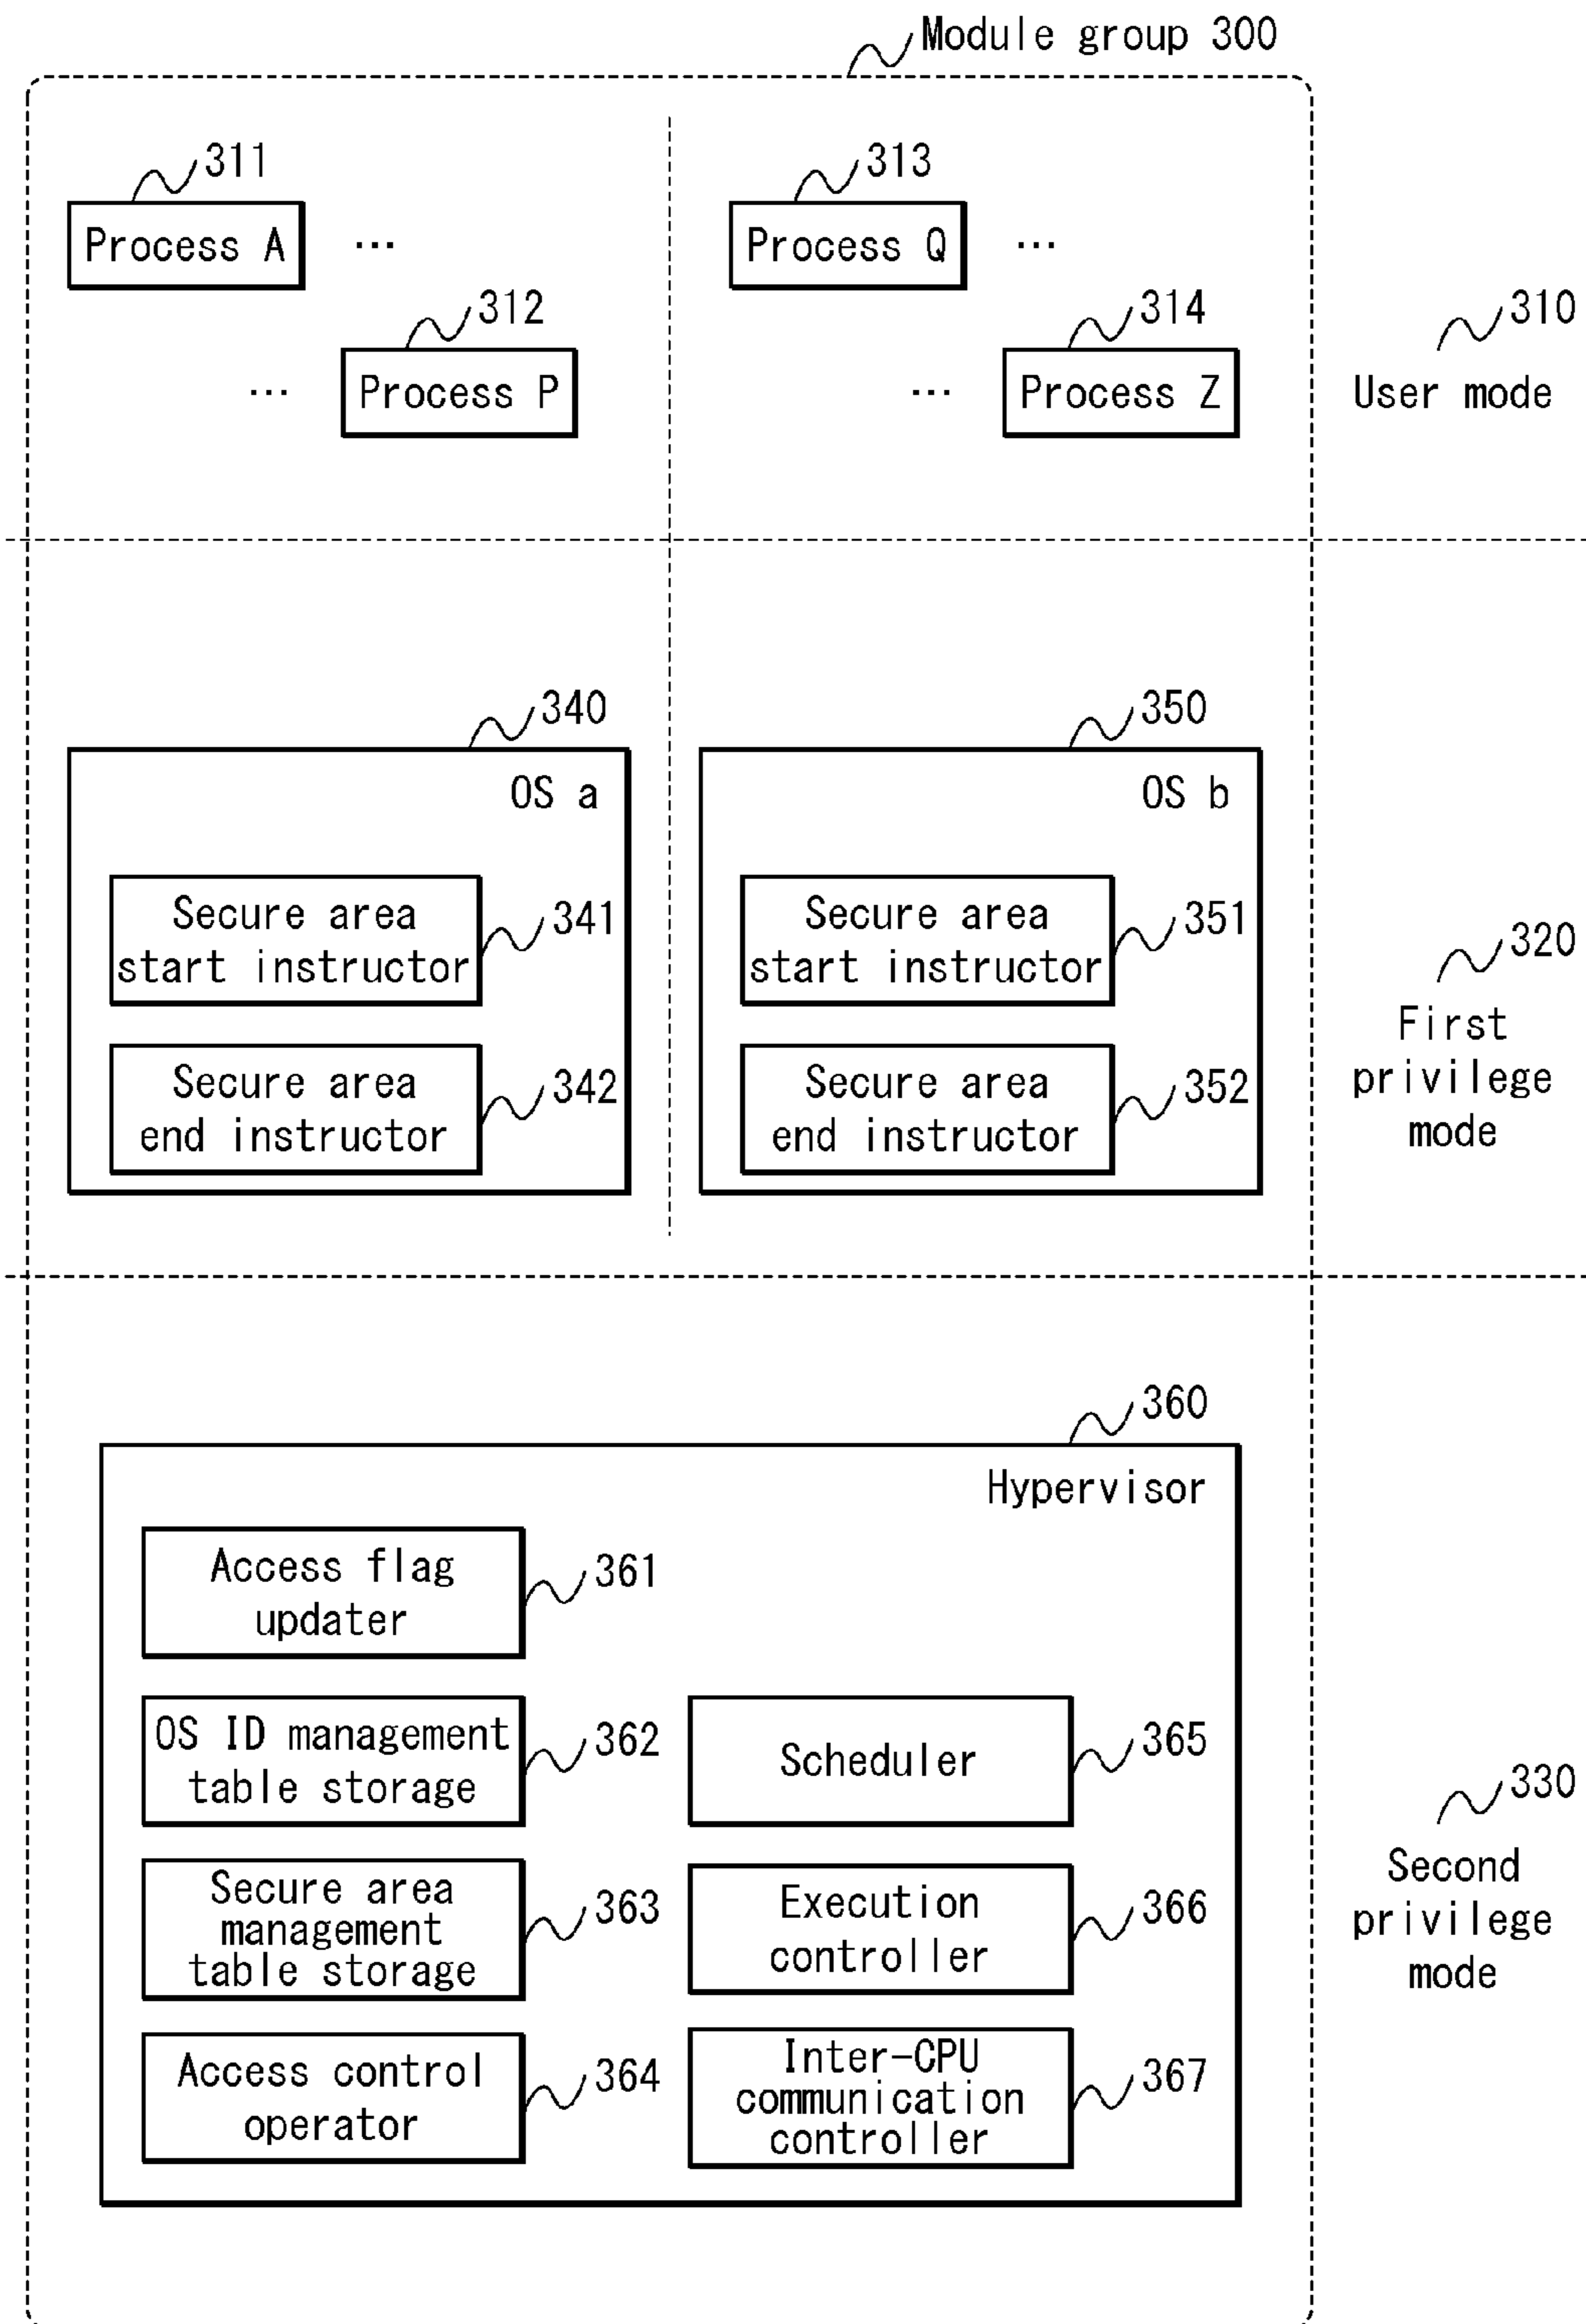 Module group 300
311
Process A ...
312
... Process P
313
Process Q ...
314
... Process Z
310
User mode
340
OS a
Secure area
start instructor
341
Secure area
end instructor
342
350
OS b
Secure area
start instructor
351
Secure area
end instructor
352
320
First
privilege
mode
360
Hypervisor
Access flag
updater
361
OS ID management
table storage
362
Secure area
management
table storage
363
Access control
operator
364
Scheduler
365
Execution
controller
366
Inter-CPU
communication
controller
367
330
Second
privilege
mode